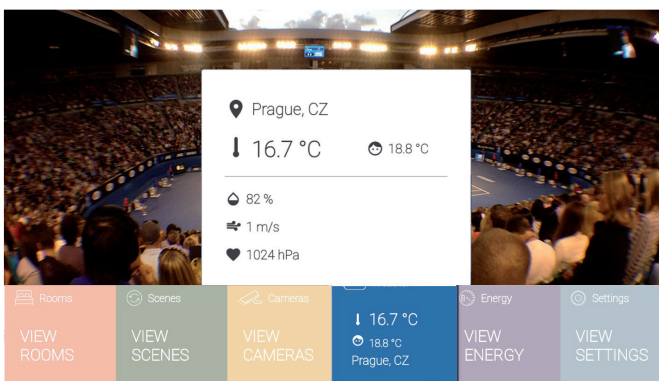 Prague, CZ
16.7 °C
18.8 °C
82 %
1 m/s
1024 hPa
Rooms
VIEW
ROOMS
Scenes
VIEW
SCENES
Cameras
VIEW
CAMERAS
16.7 °C
18.8 °C
Prague, CZ
Energy
VIEW
ENERGY
Settings
VIEW
SETTINGS